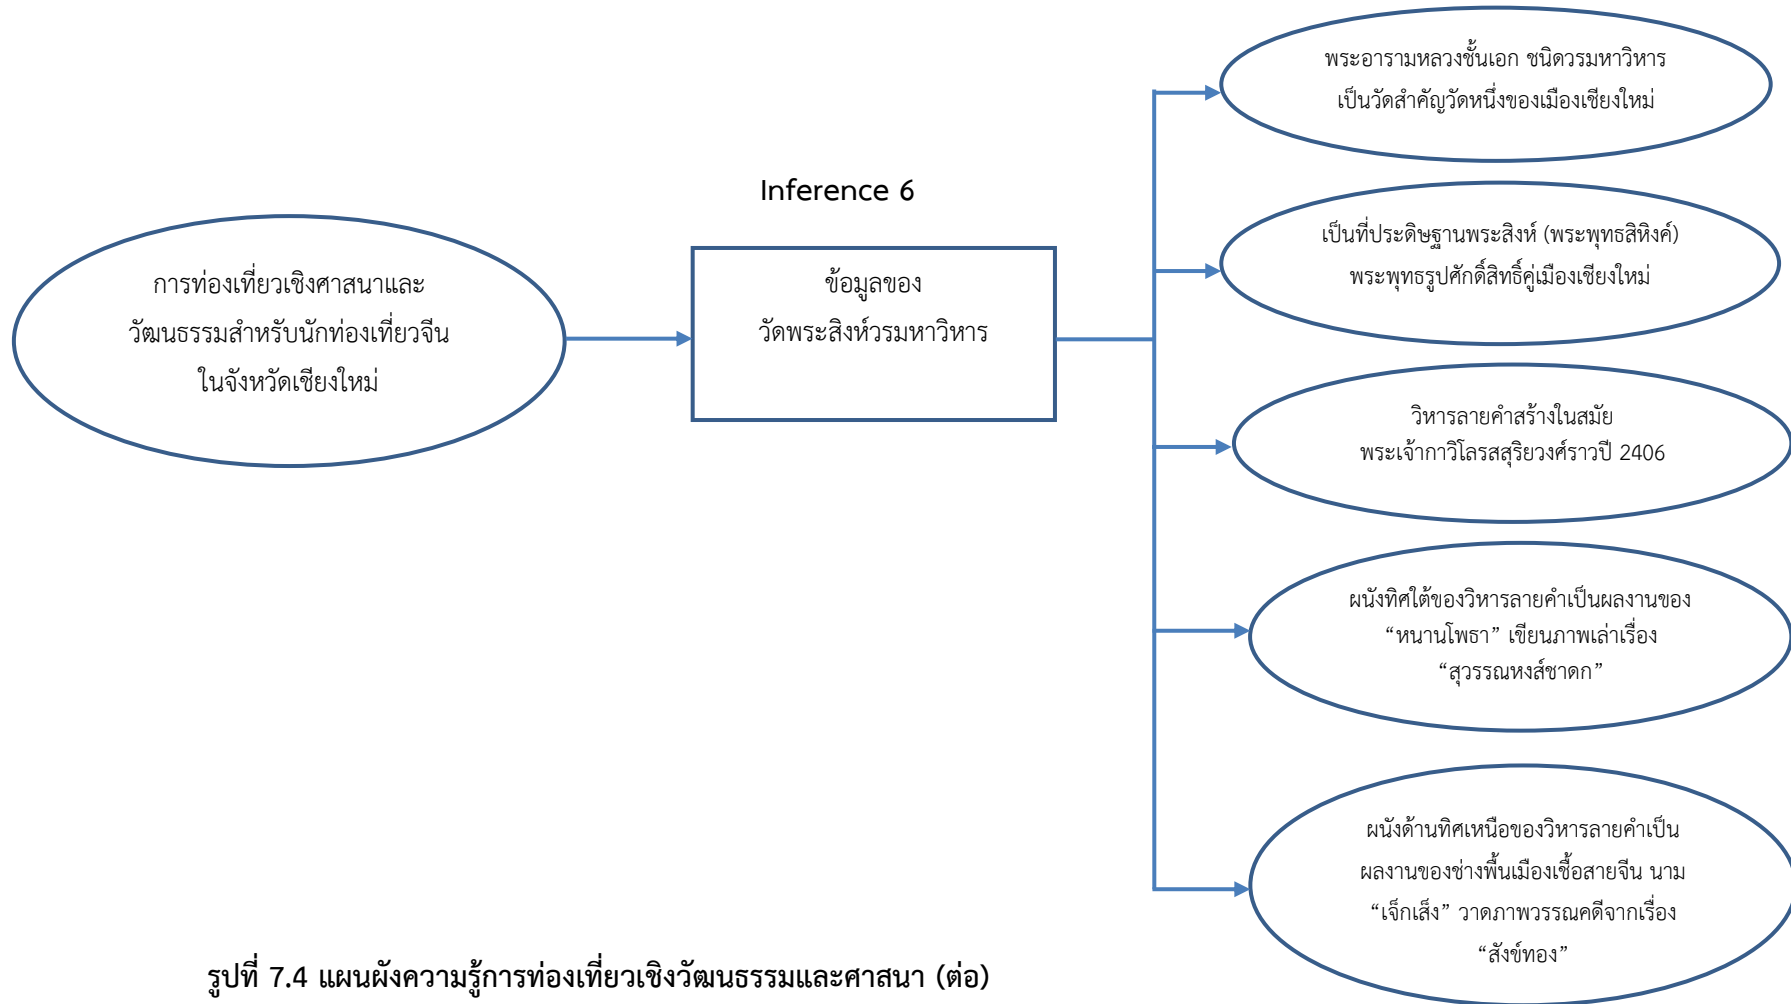 Inference 6
การท่องเที่ยวเชิงศาสนาและ
วัฒนธรรมสำหรับนักท่องเที่ยวจีน
ในจังหวัดเชียงใหม่
ข้อมูลของ
วัดพระสิงห์วรมหาวิหาร
พระอารามหลวงชั้นเอก ชนิดวรมหาวิหาร
เป็นวัดสำคัญวัดหนึ่งของเมืองเชียงใหม่
เป็นที่ประดิษฐานพระสิงห์ (พระพุทธสิหิงค์)
พระพุทธรูปศักดิ์สิทธิ์คู่เมืองเชียงใหม่
วิหารลายคำสร้างในสมัย
พระเจ้ากาวิโลรสสุริยวงศ์ราวปี 2406
ผนังทิศใต้ของวิหารลายคำเป็นผลงานของ
“หนานโพธา” เขียนภาพเล่าเรื่อง
“สุวรรณหงส์ชาดก”
ผนังด้านทิศเหนือของวิหารลายคำเป็น
ผลงานของช่างพื้นเมืองเชื้อสายจีน นาม
“เจ็กเส็ง” วาดภาพวรรณคดีจากเรื่อง
“สังข์ทอง”
รูปที่ 7.4 แผนผังความรู้การท่องเที่ยวเชิงวัฒนธรรมและศาสนา (ต่อ)